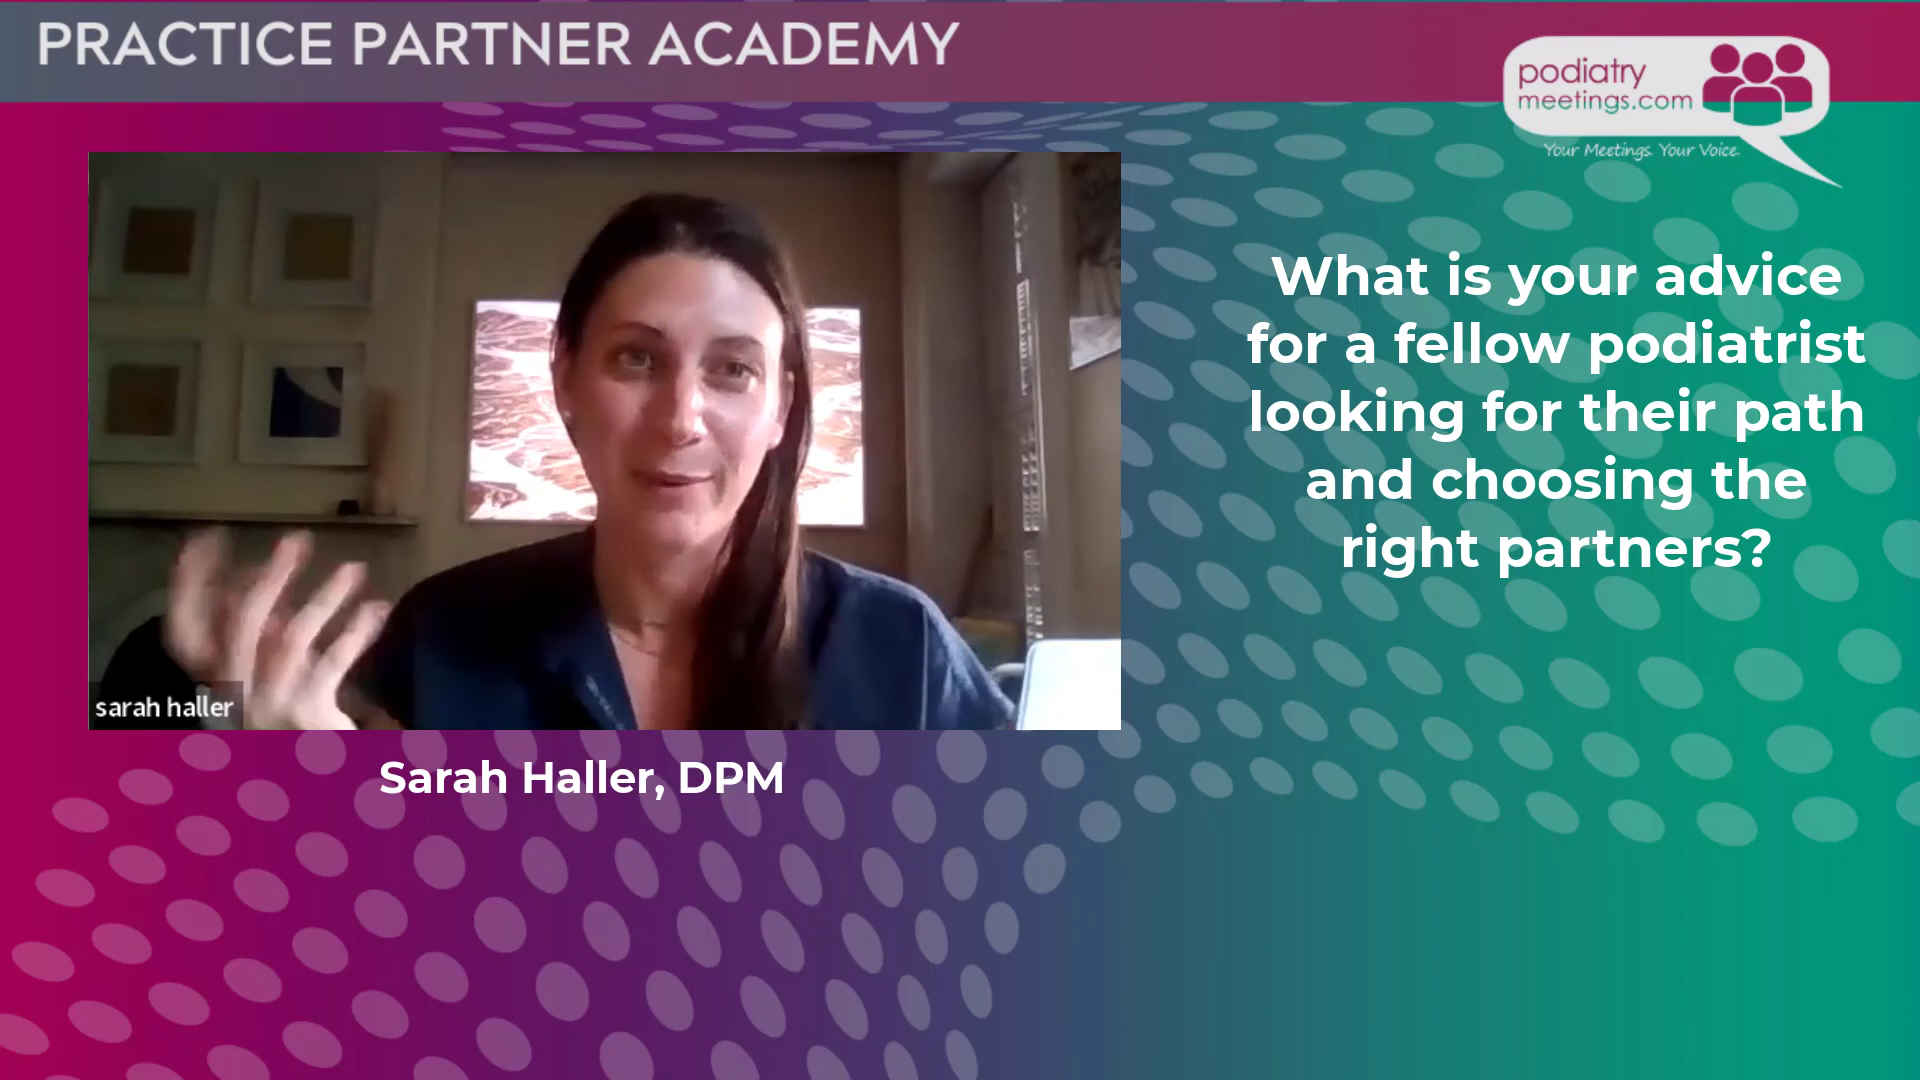 PRACTICE PARTNER ACADEMY
podiatry
meetings.com
Your Meetings. Your Voice.
What is your advice
for a fellow podiatrist
looking for their path
and choosing the
right partners?
sarah haller
Sarah Haller, DPM